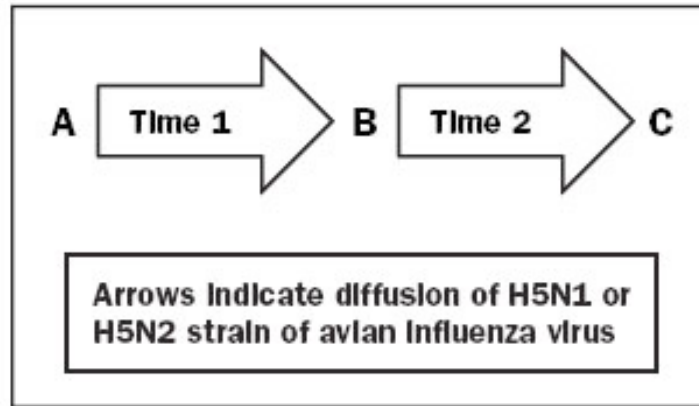 A Time 1 B Time 2 C
Arrows indicate diffusion of H5N1 or
H5N2 strain of avian influenza virus